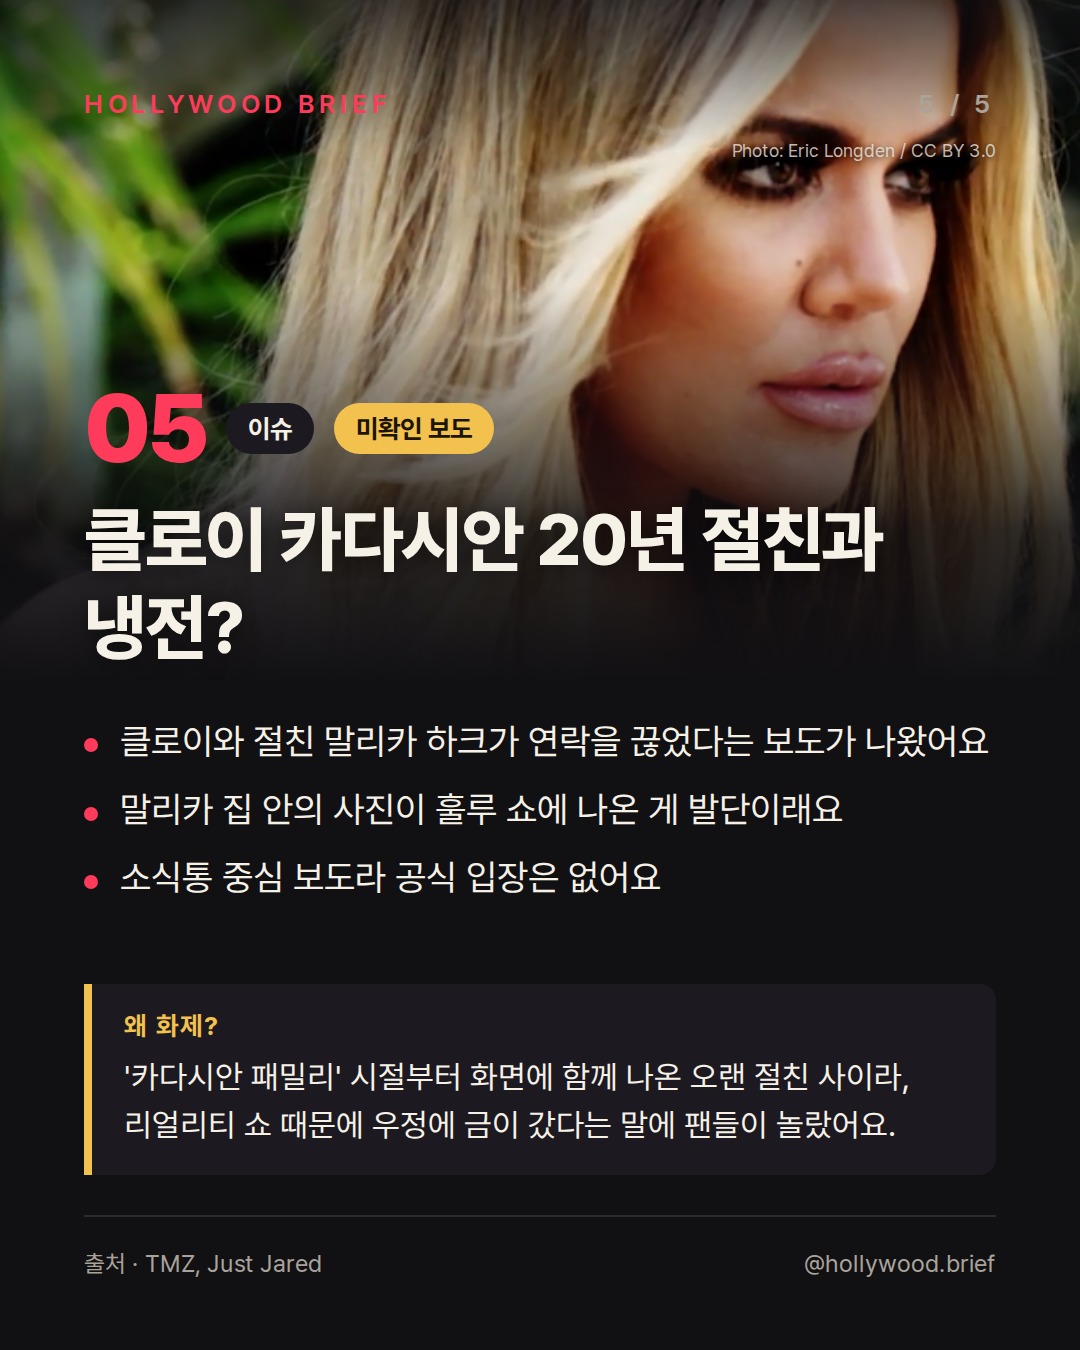 HOLLYWOOD BRIEF
5 / 5
Photo: Eric Longden / CC BY 3.0
05
이슈
미확인 보도
클로이 카다시안 20년 절친과
냉전?
클로이와 절친 말리카 하크가 연락을 끊었다는 보도가 나왔어요
말리카 집 안의 사진이 훌루 쇼에 나온 게 발단이래요
소식통 중심 보도라 공식 입장은 없어요
왜 화제?
'카다시안 패밀리' 시절부터 화면에 함께 나온 오랜 절친 사이라,
리얼리티 쇼 때문에 우정에 금이 갔다는 말에 팬들이 놀랐어요.
출처 · TMZ, Just Jared
@hollywood.brief